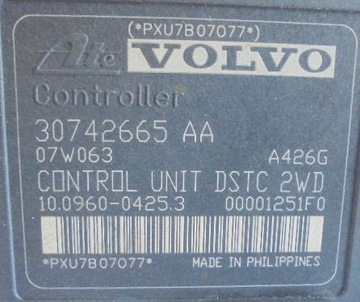 (*PXU7B07077*)
Ate VOLVO
Controller
30742665 AA
07W063 A426G
CONTROL UNIT DSTC 2WD
10.0960-0425.3 00001251F0
*PXU7B07077* MADE IN PHILIPPINES